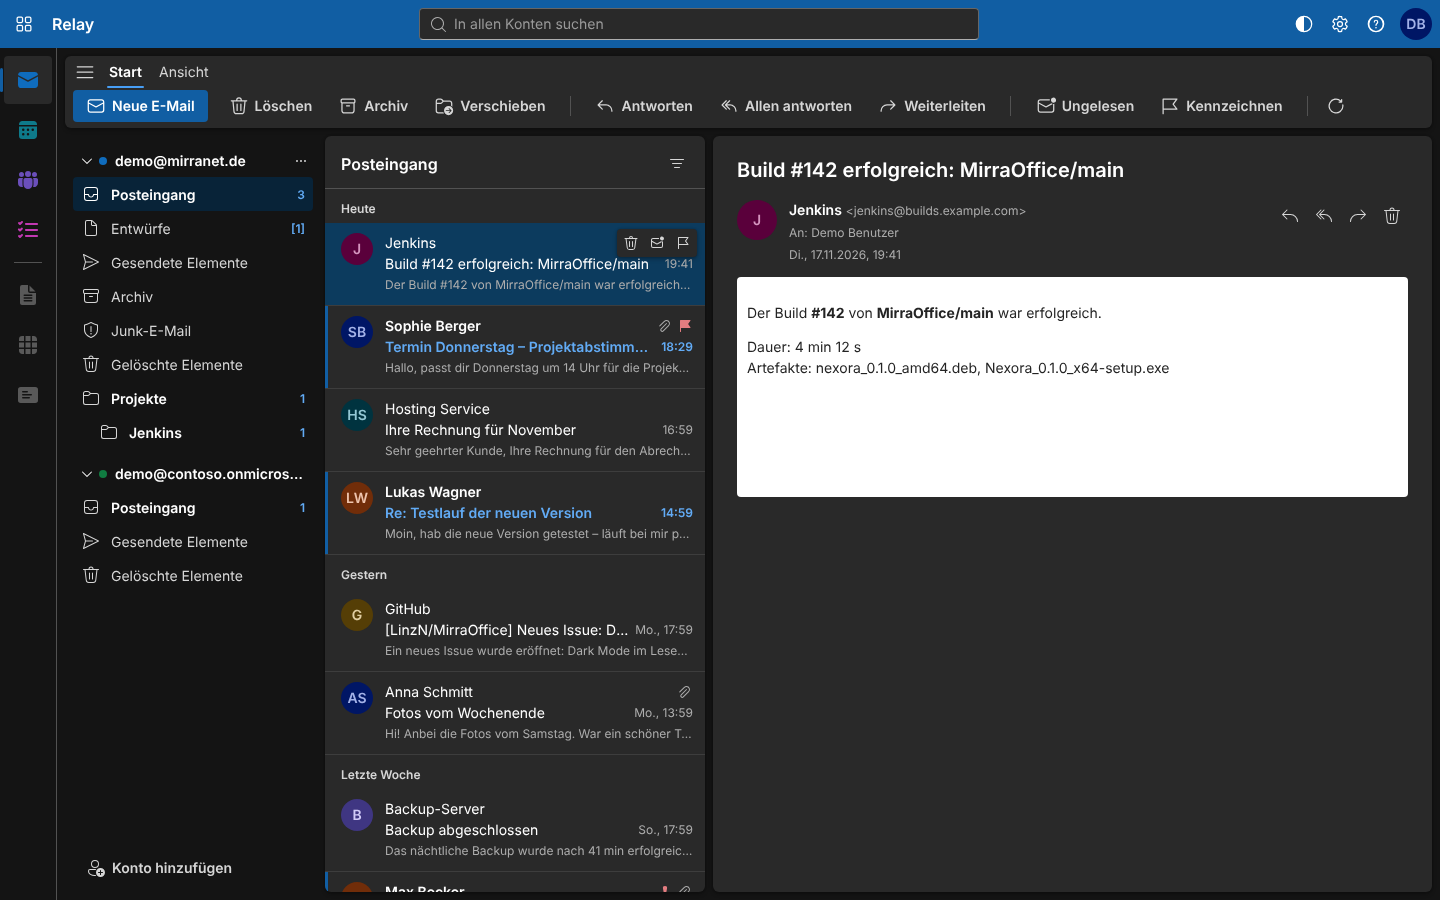 Relay
In allen Konten suchen
DB
Start Ansicht
Neue E-Mail Löschen Archiv Verschieben Antworten Allen antworten Weiterleiten Ungelesen Kennzeichnen
demo@mirranet.de
Posteingang 3
Entwürfe [1]
Gesendete Elemente
Archiv
Junk-E-Mail
Gelöschte Elemente
Projekte 1
Jenkins 1
demo@contoso.onmicros...
Posteingang 1
Gesendete Elemente
Gelöschte Elemente
Konto hinzufügen
Posteingang
Heute
J
Jenkins
Build #142 erfolgreich: MirraOffice/main 19:41
Der Build #142 von MirraOffice/main war erfolgreich...
SB
Sophie Berger
Termin Donnerstag – Projektabstimm... 18:29
Hallo, passt dir Donnerstag um 14 Uhr für die Projek...
HS
Hosting Service
Ihre Rechnung für November 16:59
Sehr geehrter Kunde, Ihre Rechnung für den Abrech...
LW
Lukas Wagner
Re: Testlauf der neuen Version 14:59
Moin, hab die neue Version getestet – läuft bei mir p...
Gestern
G
GitHub
[LinzN/MirraOffice] Neues Issue: D... Mo., 17:59
Ein neues Issue wurde eröffnet: Dark Mode im Lese...
AS
Anna Schmitt
Fotos vom Wochenende Mo., 13:59
Hi! Anbei die Fotos vom Samstag. War ein schöner T...
Letzte Woche
B
Backup-Server
Backup abgeschlossen So., 17:59
Das nächtliche Backup wurde nach 41 min erfolgreic...
Max Becker
Build #142 erfolgreich: MirraOffice/main
J
Jenkins <jenkins@builds.example.com>
An: Demo Benutzer
Di., 17.11.2026, 19:41
Der Build #142 von MirraOffice/main war erfolgreich.
Dauer: 4 min 12 s
Artefakte: nexora_0.1.0_amd64.deb, Nexora_0.1.0_x64-setup.exe